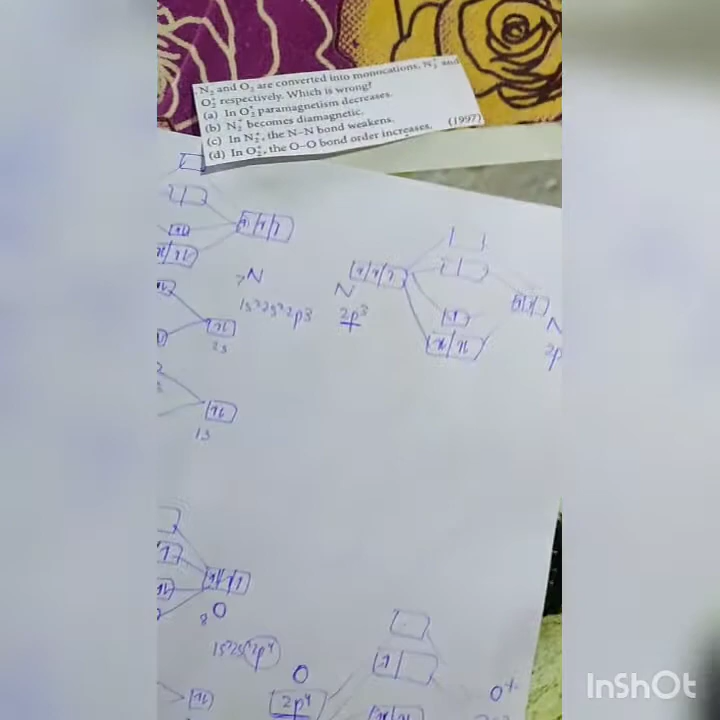 N₂ and O₂ are converted into monocations, N₂⁺ and
O₂⁺ respectively. Which is wrong?
(a) In O₂⁺ paramagnetism decreases.
(b) N₂⁺ becomes diamagnetic.
(c) In N₂⁺, the N–N bond weakens.
(d) In O₂⁺, the O–O bond order increases. (1997)
₇N
1s²2s²2p3
2s
1s
N
2p³
N
2p
₈O
1s²2s²2p⁴
O
2p⁴
O⁺
InShOt